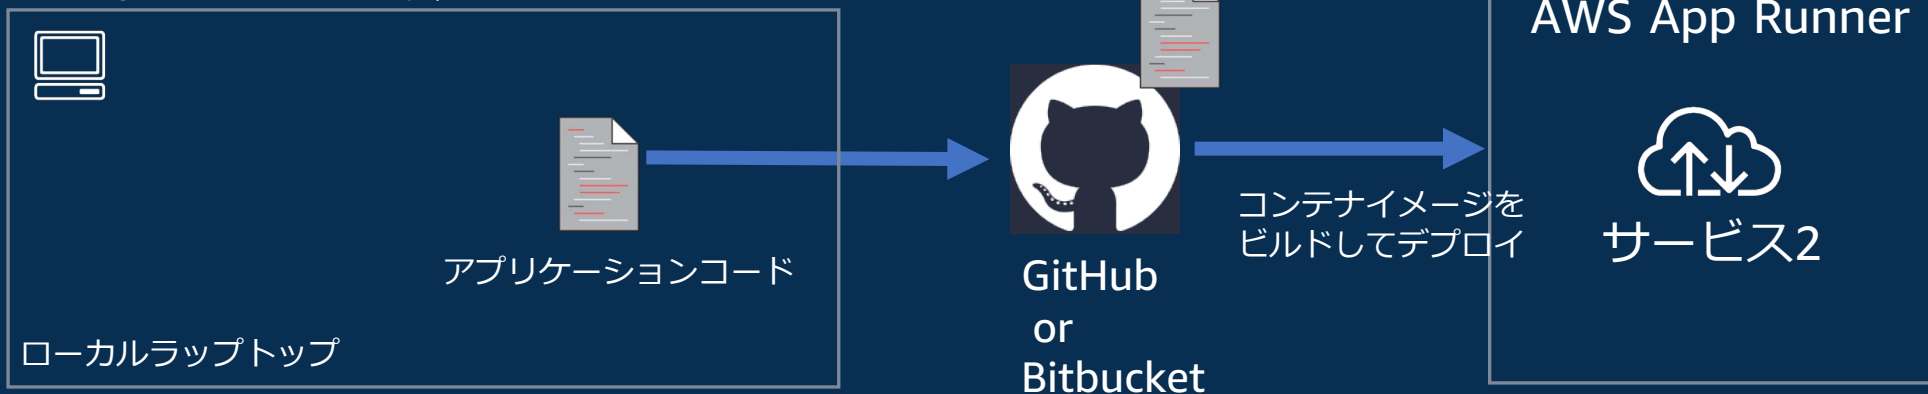 AWS App Runner
コンテナイメージを
ビルドしてデプロイ
サービス2
アプリケーションコード
GitHub
or
Bitbucket
ローカルラップトップ